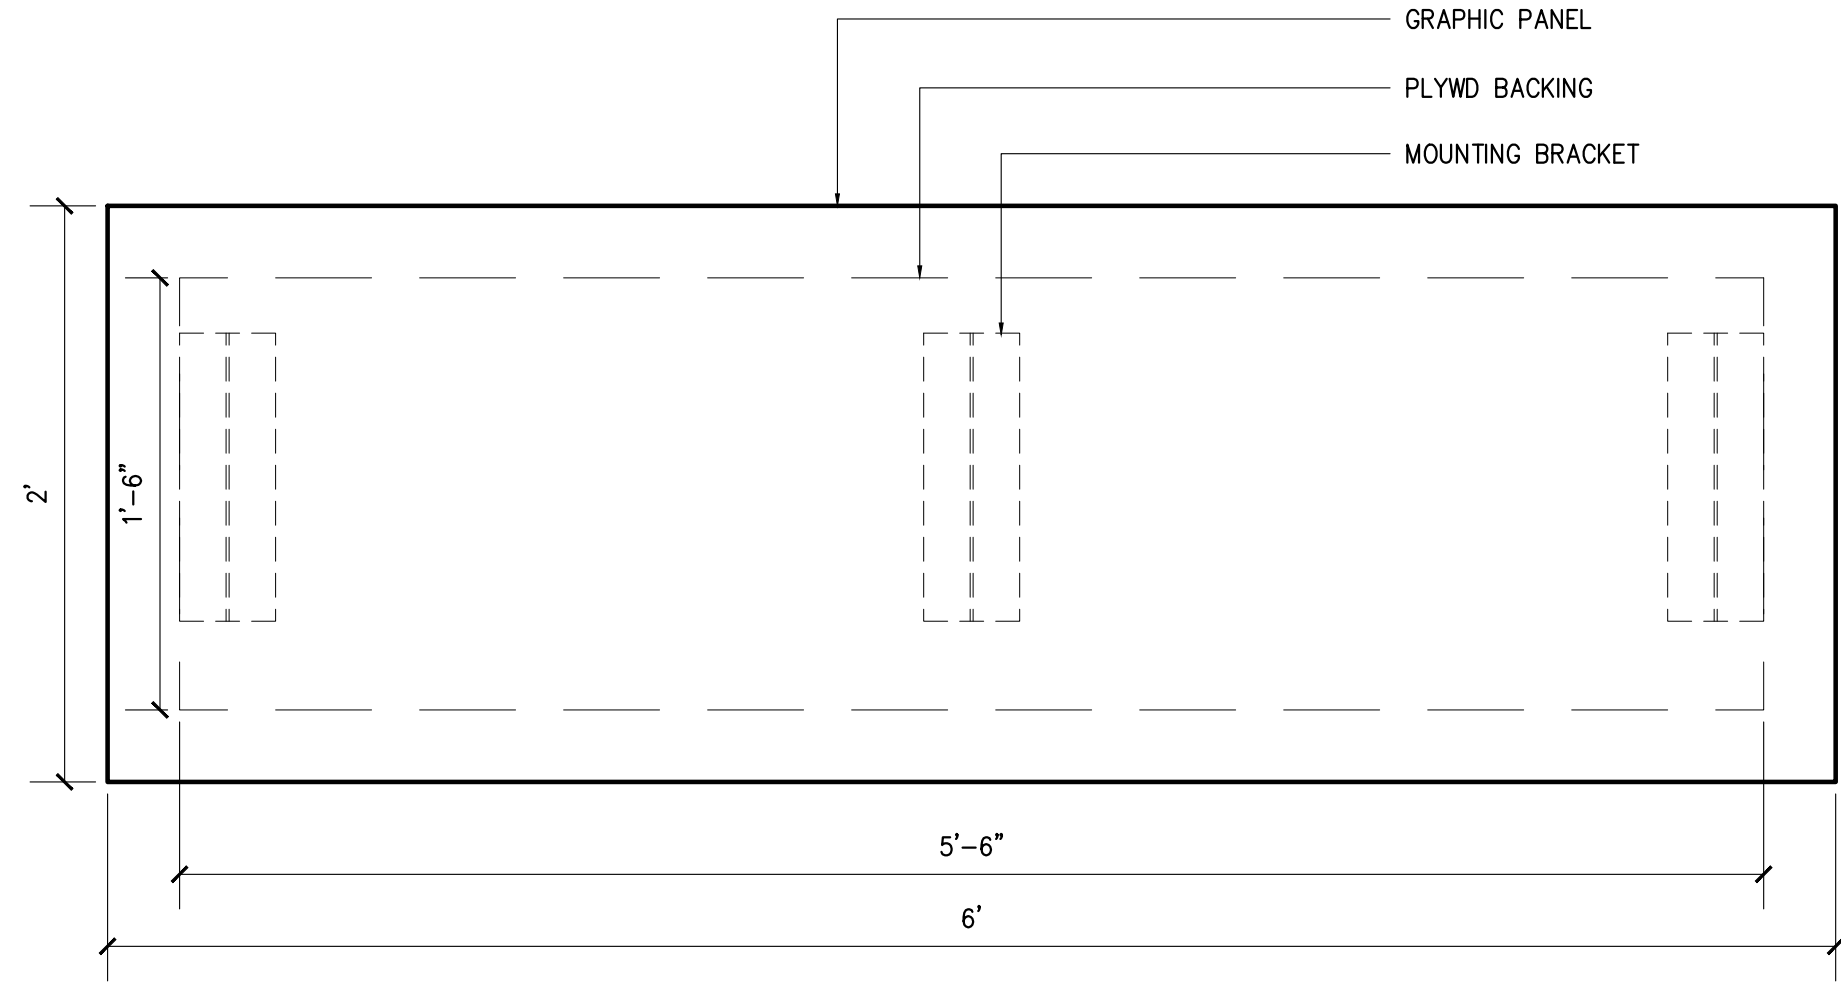 GRAPHIC PANEL
PLYWD BACKING
MOUNTING BRACKET
2'
1'-6"
5'-6"
6'